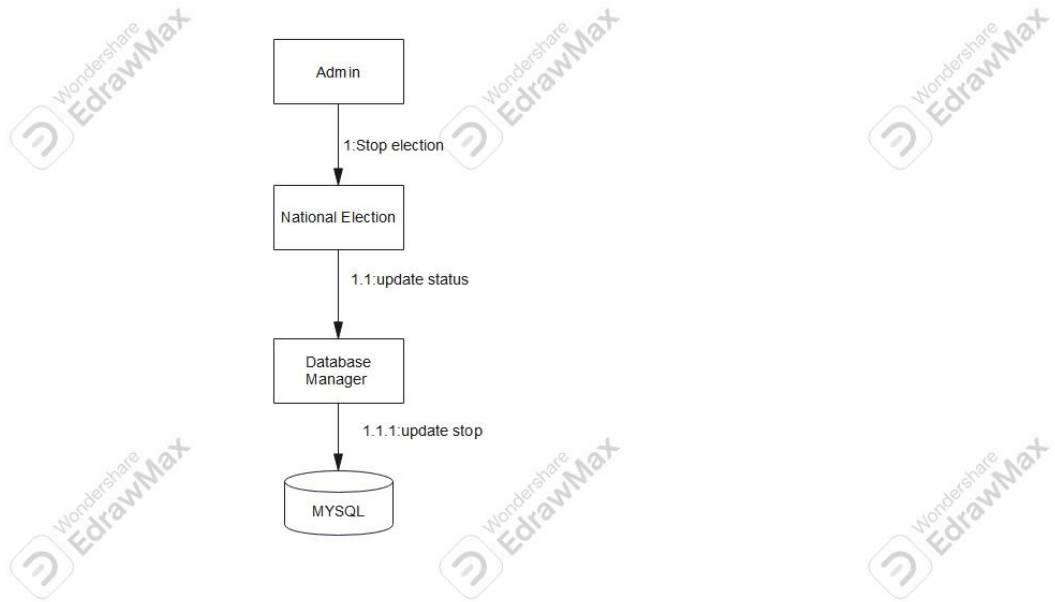 Wondershare
EdrawMax
Wondershare
EdrawMax
Wondershare
EdrawMax
Admin
1:Stop election
National Election
1.1:update status
Database
Manager
1.1.1:update stop
MYSQL
Wondershare
EdrawMax
Wondershare
EdrawMax
Wondershare
EdrawMax